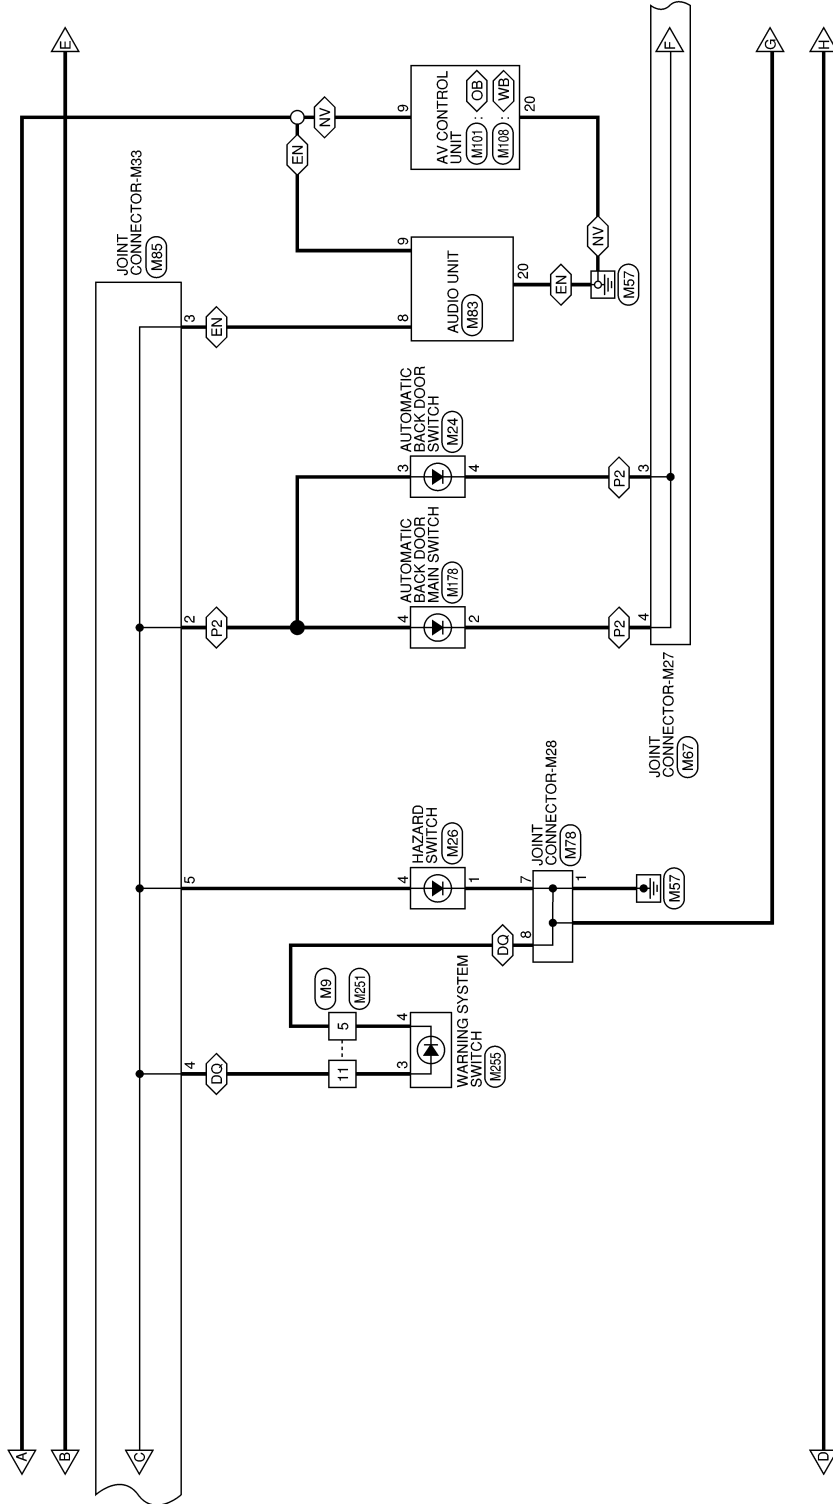 A
B
C
D
JOINT
CONNECTOR-M33
M85
4
DQ
5
2
P2
3
EN
11
5
M9
M251
3
4
WARNING SYSTEM
SWITCH
M255
DQ
8
7
1
JOINT
CONNECTOR-M28
M78
4
HAZARD
SWITCH
M26
1
M57
4
AUTOMATIC
BACK DOOR
MAIN SWITCH
M178
2
P2
4
3
AUTOMATIC
BACK DOOR
SWITCH
M24
4
P2
3
JOINT
CONNECTOR-M27
M67
8
9
AUDIO UNIT
M83
20
EN
EN
NV
9
AV CONTROL
UNIT
M101 : OB
M108 : WB
20
NV
M57
E
F
G
H